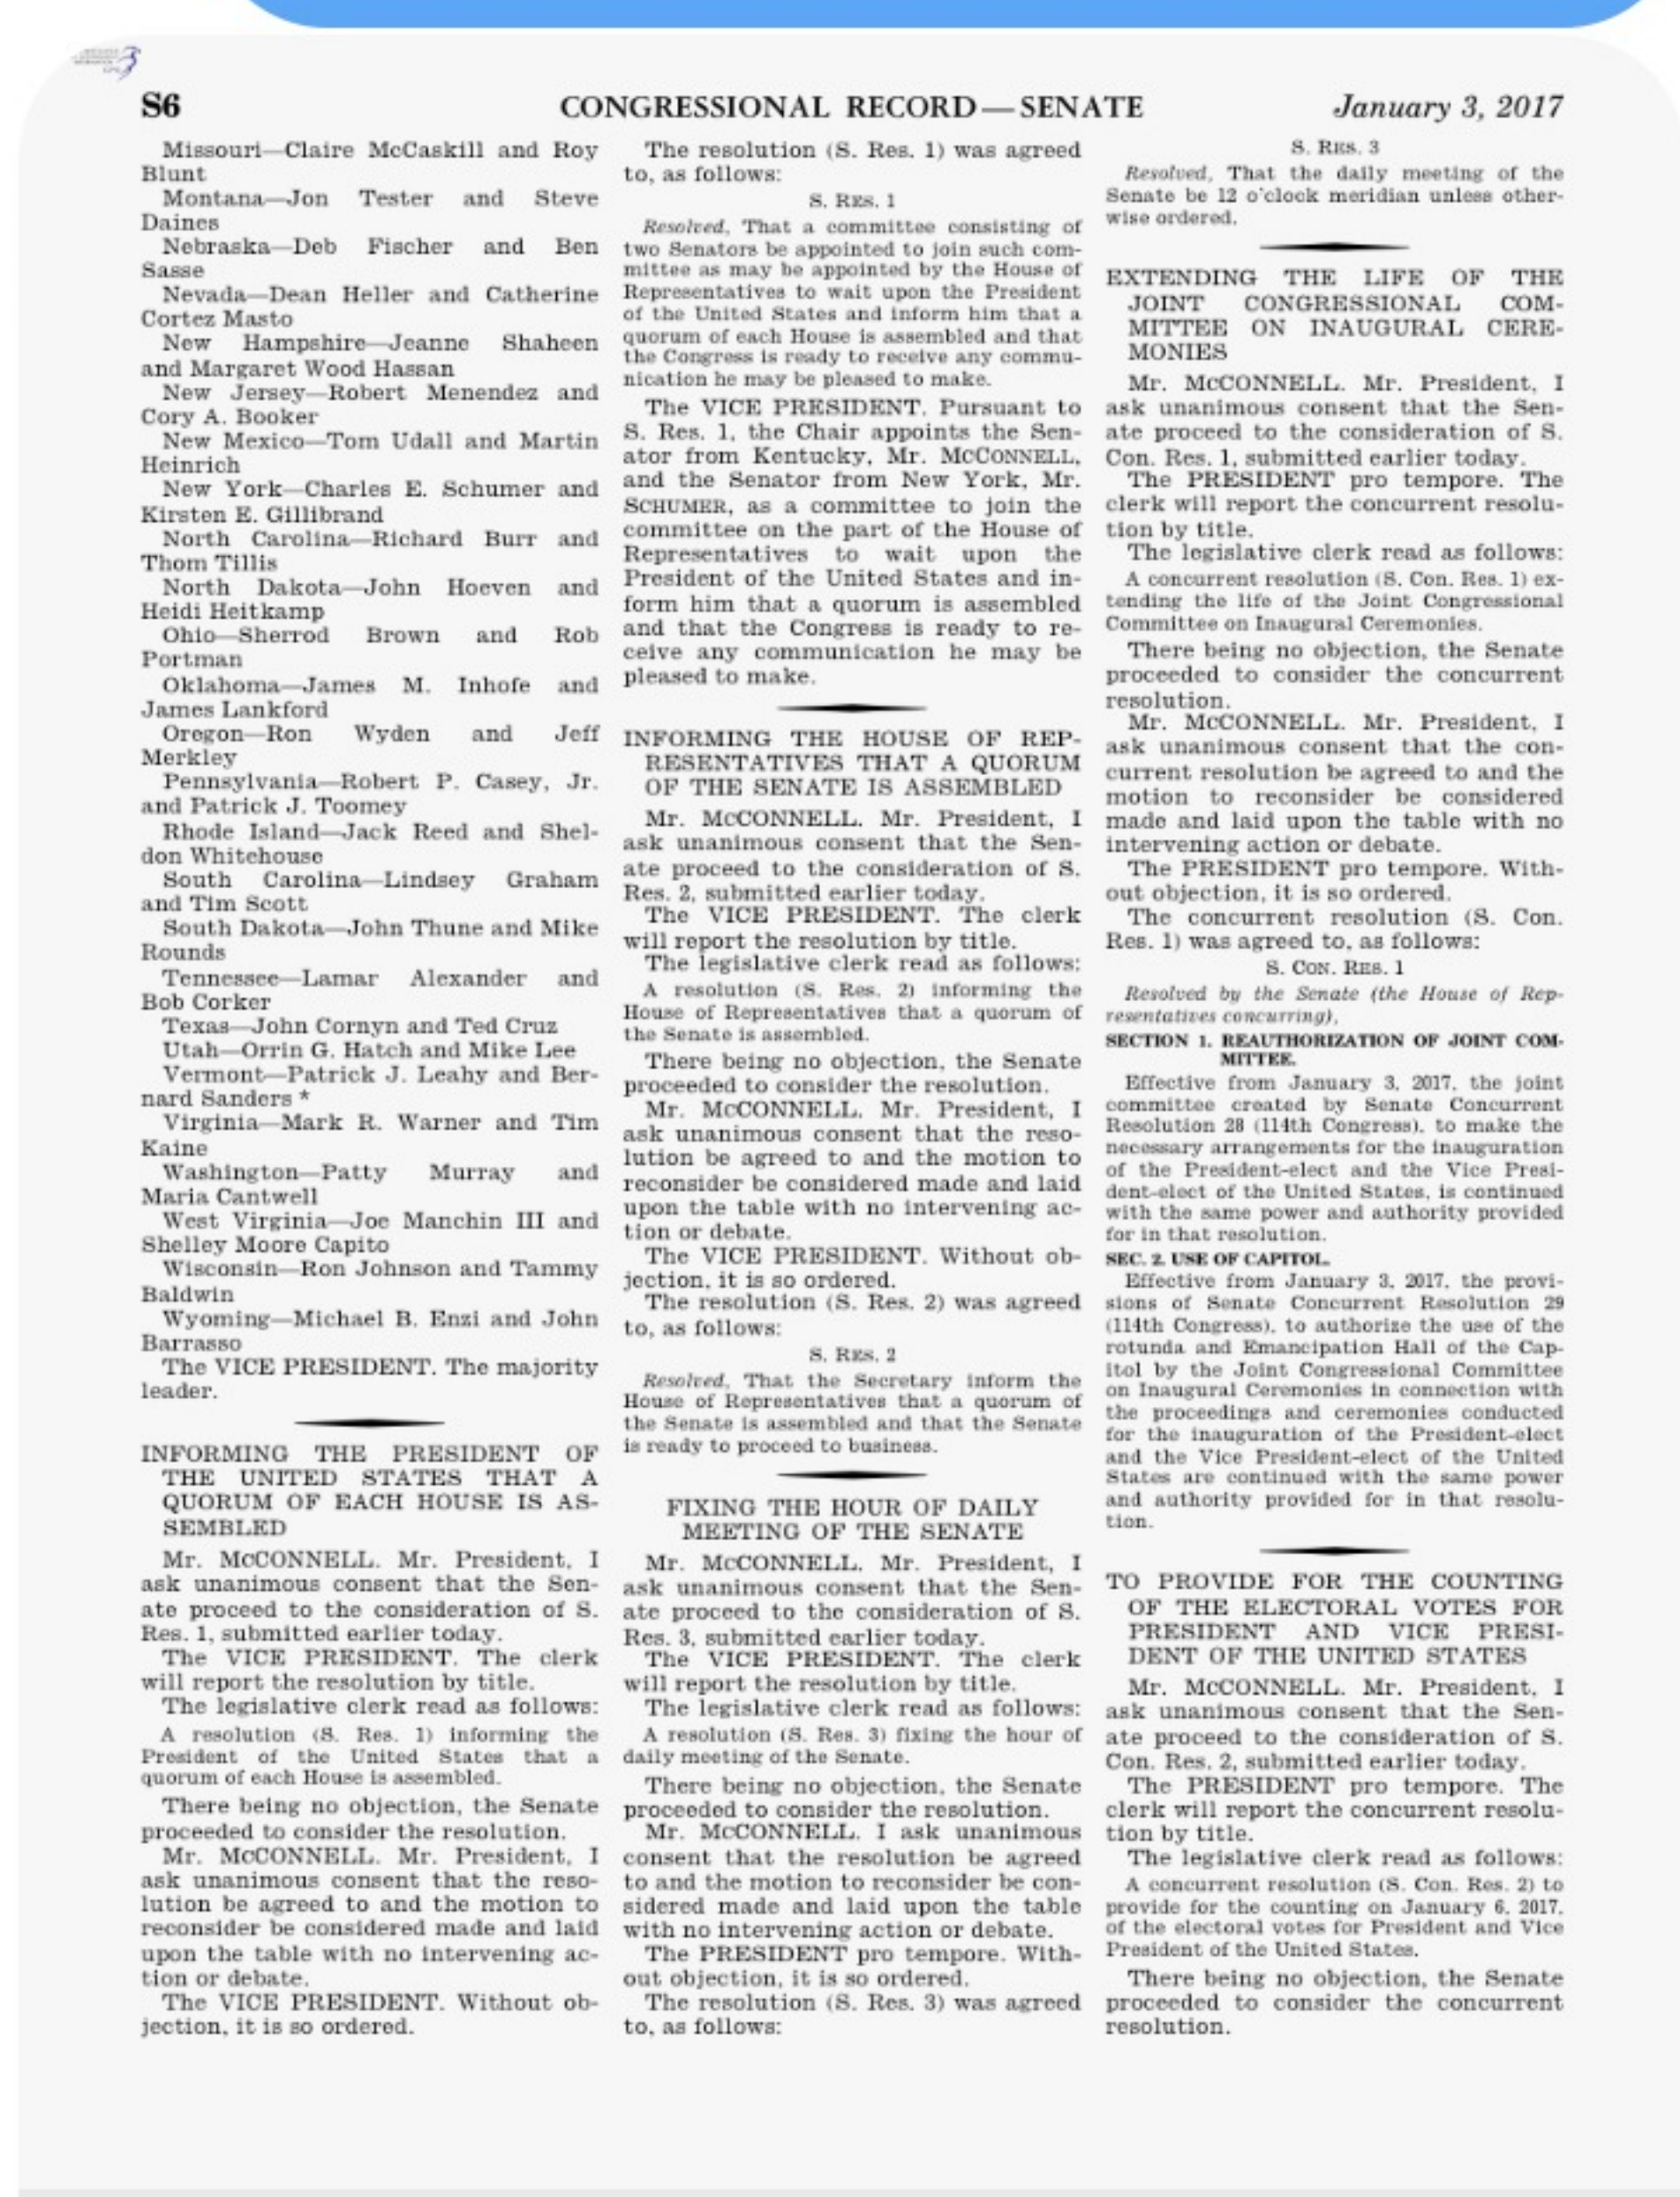 S6
CONGRESSIONAL RECORD—SENATE
January 3, 2017
Missouri—Claire McCaskill and Roy
Blunt
Montana—Jon Tester and Steve
Daines
Nebraska—Deb Fischer and Ben
Sasse
Nevada—Dean Heller and Catherine
Cortez Masto
New Hampshire—Jeanne Shaheen
and Margaret Wood Hassan
New Jersey—Robert Menendez and
Cory A. Booker
New Mexico—Tom Udall and Martin
Heinrich
New York—Charles E. Schumer and
Kirsten E. Gillibrand
North Carolina—Richard Burr and
Thom Tillis
North Dakota—John Hoeven and
Heidi Heitkamp
Ohio—Sherrod Brown and Rob
Portman
Oklahoma—James M. Inhofe and
James Lankford
Oregon—Ron Wyden and Jeff
Merkley
Pennsylvania—Robert P. Casey, Jr.
and Patrick J. Toomey
Rhode Island—Jack Reed and Shel-
don Whitehouse
South Carolina—Lindsey Graham
and Tim Scott
South Dakota—John Thune and Mike
Rounds
Tennessee—Lamar Alexander and
Bob Corker
Texas—John Cornyn and Ted Cruz
Utah—Orrin G. Hatch and Mike Lee
Vermont—Patrick J. Leahy and Ber-
nard Sanders *
Virginia—Mark R. Warner and Tim
Kaine
Washington—Patty Murray and
Maria Cantwell
West Virginia—Joe Manchin III and
Shelley Moore Capito
Wisconsin—Ron Johnson and Tammy
Baldwin
Wyoming—Michael B. Enzi and John
Barrasso
The VICE PRESIDENT. The majority
leader.
INFORMING THE PRESIDENT OF
THE UNITED STATES THAT A
QUORUM OF EACH HOUSE IS AS-
SEMBLED
Mr. McCONNELL. Mr. President, I
ask unanimous consent that the Sen-
ate proceed to the consideration of S.
Res. 1, submitted earlier today.
The VICE PRESIDENT. The clerk
will report the resolution by title.
The legislative clerk read as follows:
A resolution (S. Res. 1) informing the
President of the United States that a
quorum of each House is assembled.
There being no objection, the Senate
proceeded to consider the resolution.
Mr. McCONNELL. Mr. President, I
ask unanimous consent that the reso-
lution be agreed to and the motion to
reconsider be considered made and laid
upon the table with no intervening ac-
tion or debate.
The VICE PRESIDENT. Without ob-
jection, it is so ordered.
The resolution (S. Res. 1) was agreed
to, as follows:
S. RES. 1
Resolved, That a committee consisting of
two Senators be appointed to join such com-
mittee as may be appointed by the House of
Representatives to wait upon the President
of the United States and inform him that a
quorum of each House is assembled and that
the Congress is ready to receive any commu-
nication he may be pleased to make.
The VICE PRESIDENT. Pursuant to
S. Res. 1, the Chair appoints the Sen-
ator from Kentucky, Mr. MCCONNELL,
and the Senator from New York, Mr.
SCHUMER, as a committee to join the
committee on the part of the House of
Representatives to wait upon the
President of the United States and in-
form him that a quorum is assembled
and that the Congress is ready to re-
ceive any communication he may be
pleased to make.
INFORMING THE HOUSE OF REP-
RESENTATIVES THAT A QUORUM
OF THE SENATE IS ASSEMBLED
Mr. McCONNELL. Mr. President, I
ask unanimous consent that the Sen-
ate proceed to the consideration of S.
Res. 2, submitted earlier today.
The VICE PRESIDENT. The clerk
will report the resolution by title.
The legislative clerk read as follows:
A resolution (S. Res. 2) informing the
House of Representatives that a quorum of
the Senate is assembled.
There being no objection, the Senate
proceeded to consider the resolution.
Mr. McCONNELL. Mr. President, I
ask unanimous consent that the reso-
lution be agreed to and the motion to
reconsider be considered made and laid
upon the table with no intervening ac-
tion or debate.
The VICE PRESIDENT. Without ob-
jection, it is so ordered.
The resolution (S. Res. 2) was agreed
to, as follows:
S. RES. 2
Resolved, That the Secretary inform the
House of Representatives that a quorum of
the Senate is assembled and that the Senate
is ready to proceed to business.
FIXING THE HOUR OF DAILY
MEETING OF THE SENATE
Mr. McCONNELL. Mr. President, I
ask unanimous consent that the Sen-
ate proceed to the consideration of S.
Res. 3, submitted earlier today.
The VICE PRESIDENT. The clerk
will report the resolution by title.
The legislative clerk read as follows:
A resolution (S. Res. 3) fixing the hour of
daily meeting of the Senate.
There being no objection, the Senate
proceeded to consider the resolution.
Mr. McCONNELL. I ask unanimous
consent that the resolution be agreed
to and the motion to reconsider be con-
sidered made and laid upon the table
with no intervening action or debate.
The PRESIDENT pro tempore. With-
out objection, it is so ordered.
The resolution (S. Res. 3) was agreed
to, as follows:
S. RES. 3
Resolved, That the daily meeting of the
Senate be 12 o'clock meridian unless other-
wise ordered.
EXTENDING THE LIFE OF THE
JOINT CONGRESSIONAL COM-
MITTEE ON INAUGURAL CERE-
MONIES
Mr. McCONNELL. Mr. President, I
ask unanimous consent that the Sen-
ate proceed to the consideration of S.
Con. Res. 1, submitted earlier today.
The PRESIDENT pro tempore. The
clerk will report the concurrent resolu-
tion by title.
The legislative clerk read as follows:
A concurrent resolution (S. Con. Res. 1) ex-
tending the life of the Joint Congressional
Committee on Inaugural Ceremonies.
There being no objection, the Senate
proceeded to consider the concurrent
resolution.
Mr. McCONNELL. Mr. President, I
ask unanimous consent that the con-
current resolution be agreed to and the
motion to reconsider be considered
made and laid upon the table with no
intervening action or debate.
The PRESIDENT pro tempore. With-
out objection, it is so ordered.
The concurrent resolution (S. Con.
Res. 1) was agreed to, as follows:
S. CON. RES. 1
Resolved by the Senate (the House of Rep-
resentatives concurring),
SECTION 1. REAUTHORIZATION OF JOINT COM-
MITTEE.
Effective from January 3, 2017, the joint
committee created by Senate Concurrent
Resolution 28 (114th Congress), to make the
necessary arrangements for the inauguration
of the President-elect and the Vice Presi-
dent-elect of the United States, is continued
with the same power and authority provided
for in that resolution.
SEC. 2. USE OF CAPITOL.
Effective from January 3, 2017, the provi-
sions of Senate Concurrent Resolution 29
(114th Congress), to authorize the use of the
rotunda and Emancipation Hall of the Cap-
itol by the Joint Congressional Committee
on Inaugural Ceremonies in connection with
the proceedings and ceremonies conducted
for the inauguration of the President-elect
and the Vice President-elect of the United
States are continued with the same power
and authority provided for in that resolu-
tion.
TO PROVIDE FOR THE COUNTING
OF THE ELECTORAL VOTES FOR
PRESIDENT AND VICE PRESI-
DENT OF THE UNITED STATES
Mr. McCONNELL. Mr. President, I
ask unanimous consent that the Sen-
ate proceed to the consideration of S.
Con. Res. 2, submitted earlier today.
The PRESIDENT pro tempore. The
clerk will report the concurrent resolu-
tion by title.
The legislative clerk read as follows:
A concurrent resolution (S. Con. Res. 2) to
provide for the counting on January 6, 2017,
of the electoral votes for President and Vice
President of the United States.
There being no objection, the Senate
proceeded to consider the concurrent
resolution.